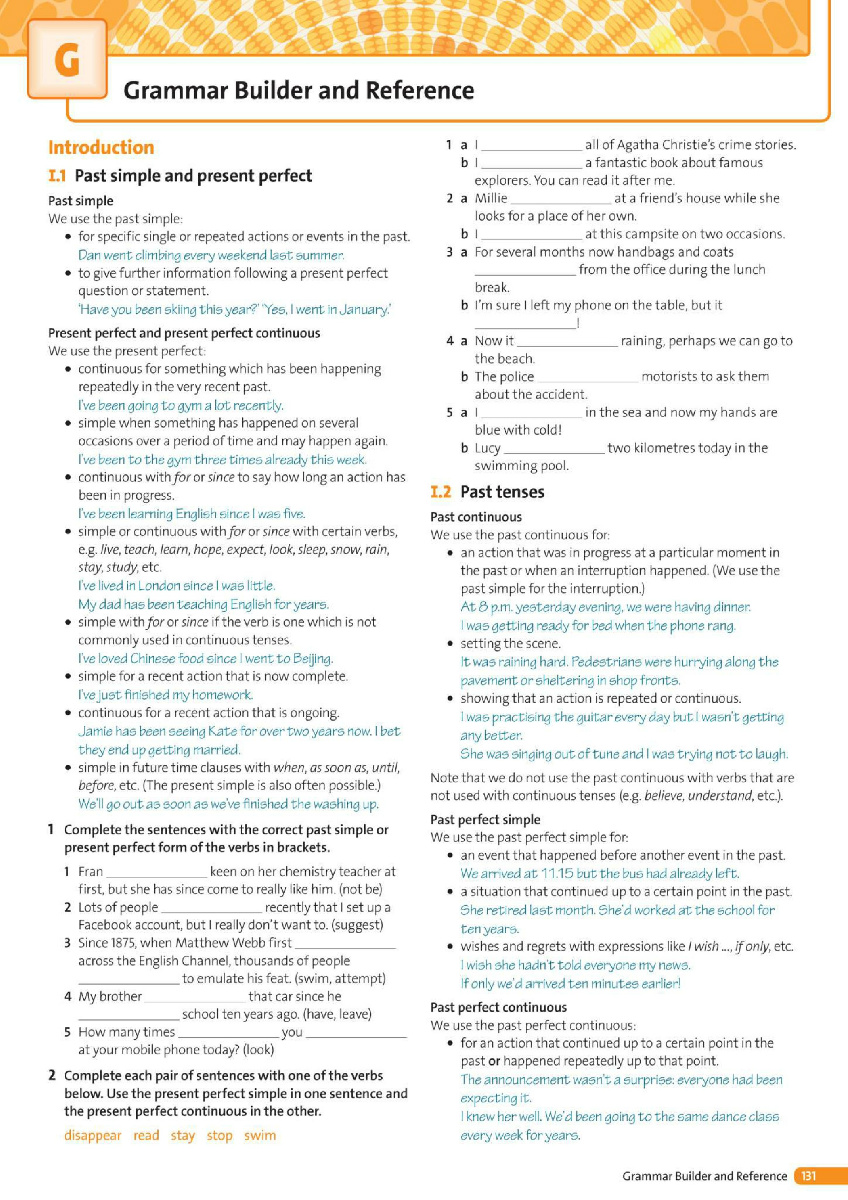 G
Grammar Builder and Reference
Introduction
I.1 Past simple and present perfect
Past simple
We use the past simple:
• for specific single or repeated actions or events in the past.
Dan went climbing every weekend last summer.
• to give further information following a present perfect
question or statement.
'Have you been skiing this year?' 'Yes, I went in January.'
Present perfect and present perfect continuous
We use the present perfect:
• continuous for something which has been happening
repeatedly in the very recent past.
I've been going to gym a lot recently.
• simple when something has happened on several
occasions over a period of time and may happen again.
I've been to the gym three times already this week.
• continuous with for or since to say how long an action has
been in progress.
I've been learning English since I was five.
• simple or continuous with for or since with certain verbs,
e.g. live, teach, learn, hope, expect, look, sleep, snow, rain,
stay, study, etc.
I've lived in London since I was little.
My dad has been teaching English for years.
• simple with for or since if the verb is one which is not
commonly used in continuous tenses.
I've loved Chinese food since I went to Beijing.
• simple for a recent action that is now complete.
I've just finished my homework.
• continuous for a recent action that is ongoing.
Jamie has been seeing Kate for over two years now. I bet
they end up getting married.
• simple in future time clauses with when, as soon as, until,
before, etc. (The present simple is also often possible.)
We'll go out as soon as we've finished the washing up.
1 Complete the sentences with the correct past simple or
present perfect form of the verbs in brackets.
1 Fran ______________ keen on her chemistry teacher at
first, but she has since come to really like him. (not be)
2 Lots of people ______________ recently that I set up a
Facebook account, but I really don't want to. (suggest)
3 Since 1875, when Matthew Webb first ______________
across the English Channel, thousands of people
______________ to emulate his feat. (swim, attempt)
4 My brother ______________ that car since he
______________ school ten years ago. (have, leave)
5 How many times ______________ you ______________
at your mobile phone today? (look)
2 Complete each pair of sentences with one of the verbs
below. Use the present perfect simple in one sentence and
the present perfect continuous in the other.
disappear read stay stop swim
1 a I ______________ all of Agatha Christie's crime stories.
b I ______________ a fantastic book about famous
explorers. You can read it after me.
2 a Millie ______________ at a friend's house while she
looks for a place of her own.
b I ______________ at this campsite on two occasions.
3 a For several months now handbags and coats
______________ from the office during the lunch
break.
b I'm sure I left my phone on the table, but it
______________!
4 a Now it ______________ raining, perhaps we can go to
the beach.
b The police ______________ motorists to ask them
about the accident.
5 a I ______________ in the sea and now my hands are
blue with cold!
b Lucy ______________ two kilometres today in the
swimming pool.
I.2 Past tenses
Past continuous
We use the past continuous for:
• an action that was in progress at a particular moment in
the past or when an interruption happened. (We use the
past simple for the interruption.)
At 8 p.m. yesterday evening, we were having dinner.
I was getting ready for bed when the phone rang.
• setting the scene.
It was raining hard. Pedestrians were hurrying along the
pavement or sheltering in shop fronts.
• showing that an action is repeated or continuous.
I was practising the guitar every day but I wasn't getting
any better.
She was singing out of tune and I was trying not to laugh.
Note that we do not use the past continuous with verbs that are
not used with continuous tenses (e.g. believe, understand, etc.).
Past perfect simple
We use the past perfect simple for:
• an event that happened before another event in the past.
We arrived at 11.15 but the bus had already left.
• a situation that continued up to a certain point in the past.
She retired last month. She'd worked at the school for
ten years.
• wishes and regrets with expressions like I wish ..., if only, etc.
I wish she hadn't told everyone my news.
If only we'd arrived ten minutes earlier!
Past perfect continuous
We use the past perfect continuous:
• for an action that continued up to a certain point in the
past or happened repeatedly up to that point.
The announcement wasn't a surprise: everyone had been
expecting it.
I knew her well. We'd been going to the same dance class
every week for years.
Grammar Builder and Reference 131